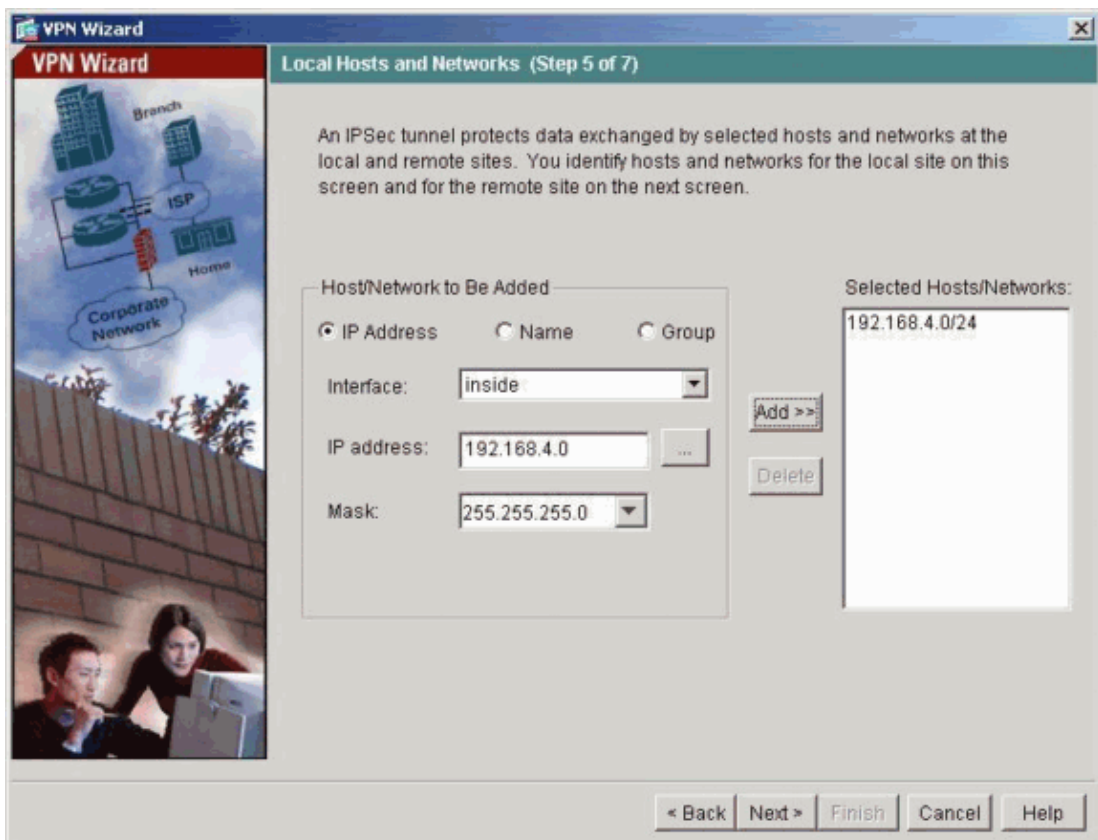 VPN Wizard
VPN Wizard
Local Hosts and Networks (Step 5 of 7)
Branch
ISP
Home
Corporate
Network
An IPSec tunnel protects data exchanged by selected hosts and networks at the
local and remote sites. You identify hosts and networks for the local site on this
screen and for the remote site on the next screen.
Host/Network to Be Added
IP Address
Name
Group
Interface:
inside
IP address:
192.168.4.0
...
Mask:
255.255.255.0
Add >>
Delete
Selected Hosts/Networks:
192.168.4.0/24
< Back
Next >
Finish
Cancel
Help